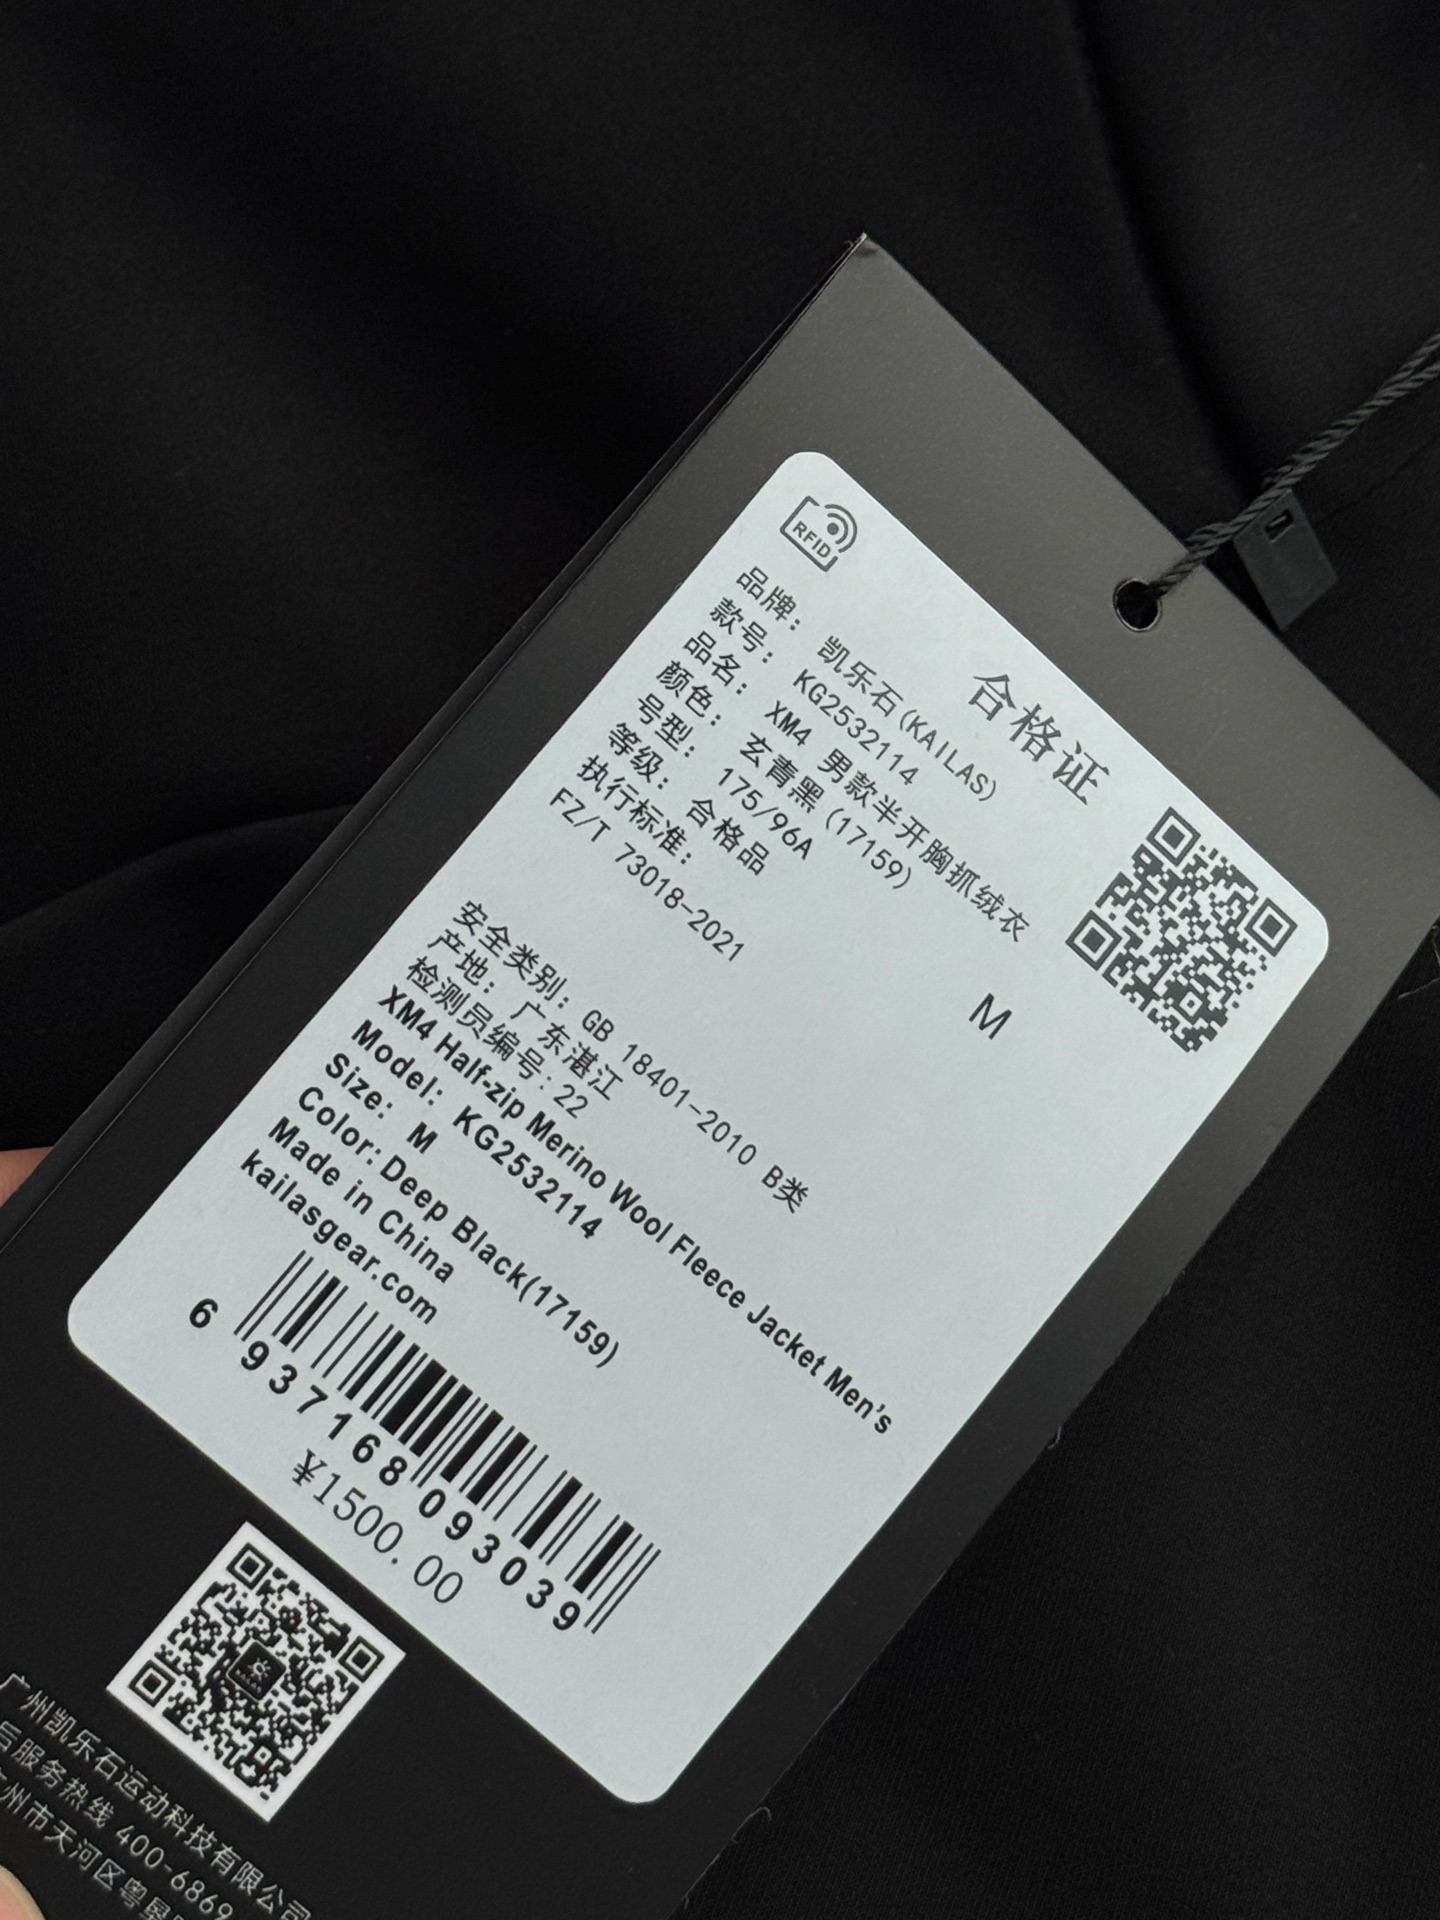 RFID
合格证
品牌: 凯乐石(KAILAS)
款号: KG2532114
品名: XM4 男款半开胸抓绒衣
颜色: 玄青黑(17159)
号型: 175/96A
M
等级: 合格品
执行标准:
FZ/T 73018-2021
安全类别: GB 18401-2010 B类
产地: 广东湛江
检测员编号: 22
XM4 Half-zip Merino Wool Fleece Jacket Men's
Model: KG2532114
Size: M
Color: Deep Black(17159)
Made in China
kailasgear.com
6 937168 093039
¥1500.00
广州凯乐石运动科技有限公司
后服务热线 400-6869
州市天河区粤垦